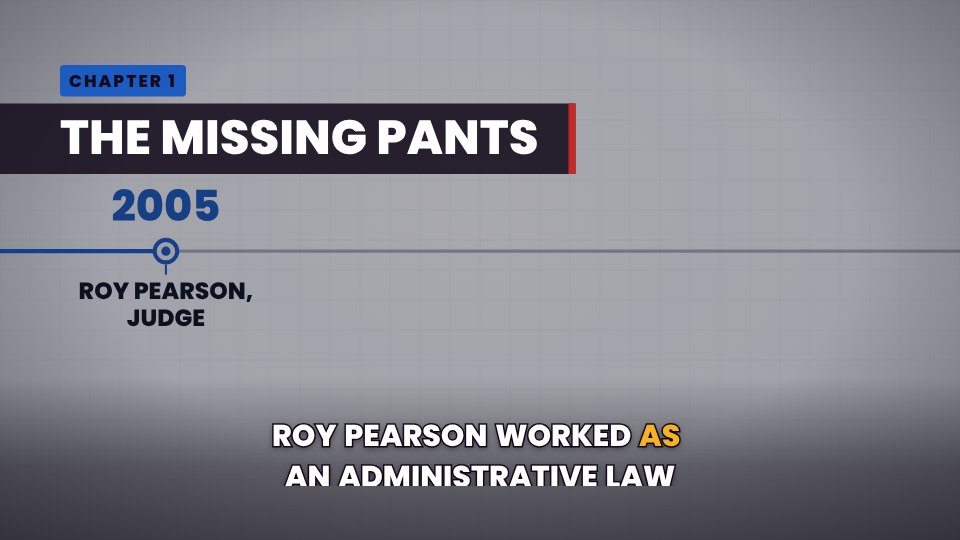 CHAPTER 1
THE MISSING PANTS
2005
ROY PEARSON,
JUDGE
ROY PEARSON WORKED AS
AN ADMINISTRATIVE LAW